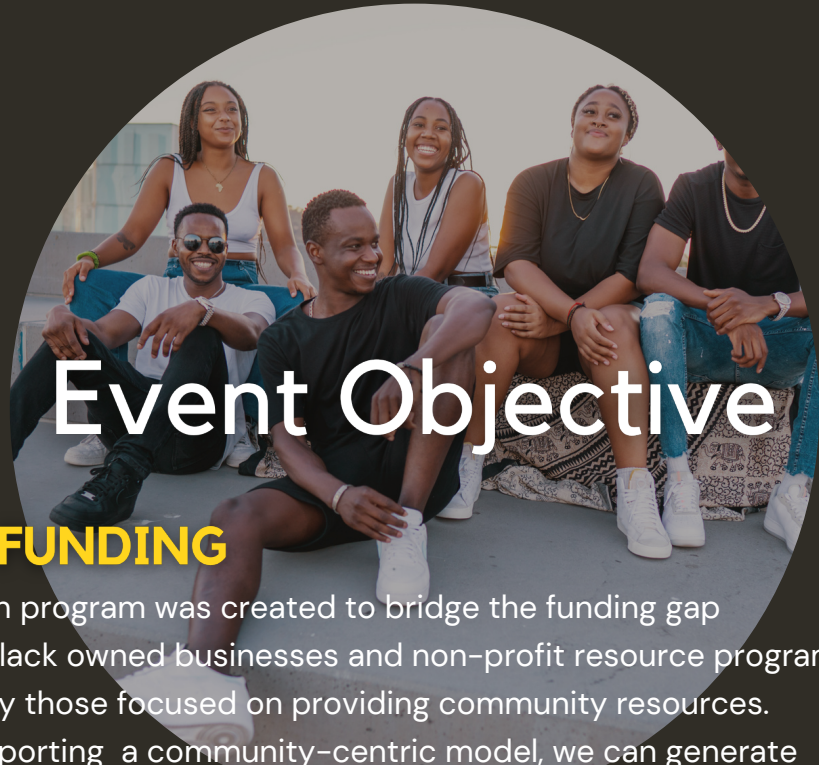 Event Objective
FUNDING
n program was created to bridge the funding gap
lack owned businesses and non-profit resource program
y those focused on providing community resources.
porting a community-centric model, we can generate